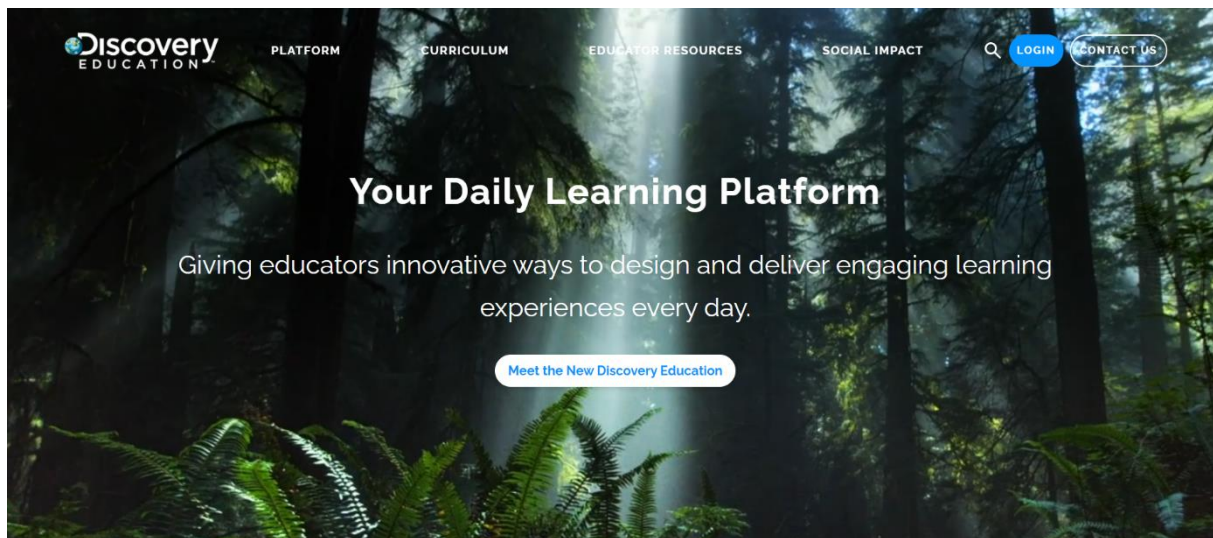 Discovery
EDUCATION
PLATFORM
CURRICULUM
EDUCATOR RESOURCES
SOCIAL IMPACT
LOGIN
CONTACT US
Your Daily Learning Platform
Giving educators innovative ways to design and deliver engaging learning
experiences every day.
Meet the New Discovery Education